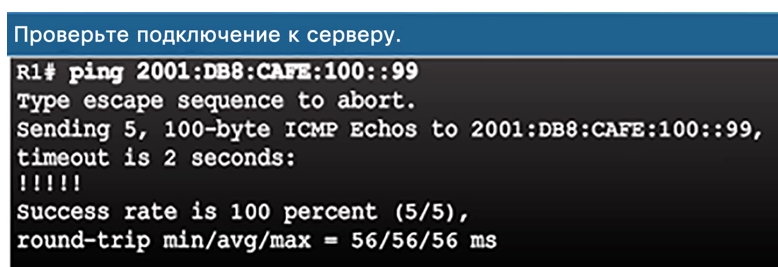 Проверьте подключение к серверу.
R1# ping 2001:DB8:CAFE:100::99
Type escape sequence to abort.
Sending 5, 100-byte ICMP Echos to 2001:DB8:CAFE:100::99,
timeout is 2 seconds:
!!!!!
Success rate is 100 percent (5/5),
round-trip min/avg/max = 56/56/56 ms